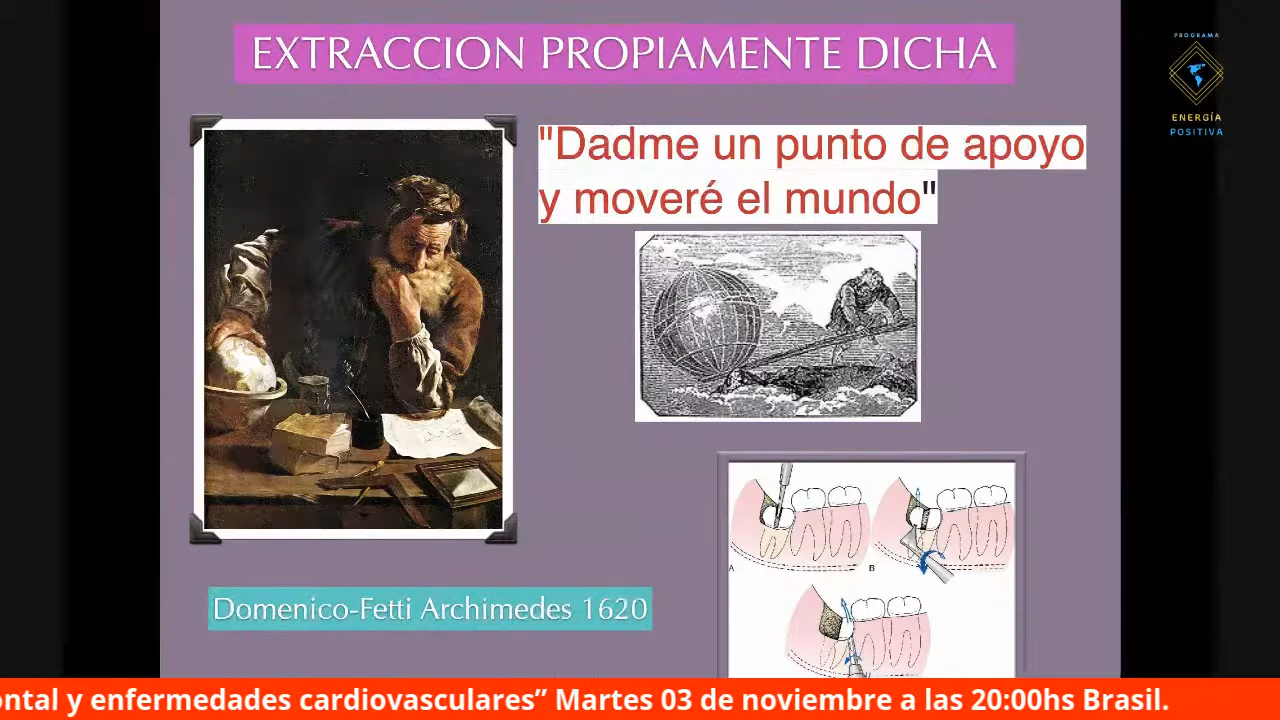 EXTRACCION PROPIAMENTE DICHA
PROGRAMA
ENERGÍA
POSITIVA
"Dadme un punto de apoyo
y moveré el mundo"
A
B
Domenico-Fetti Archimedes 1620
y enfermedades cardiovasculares” Martes 03 de noviembre a las 20:00hs Brasil.